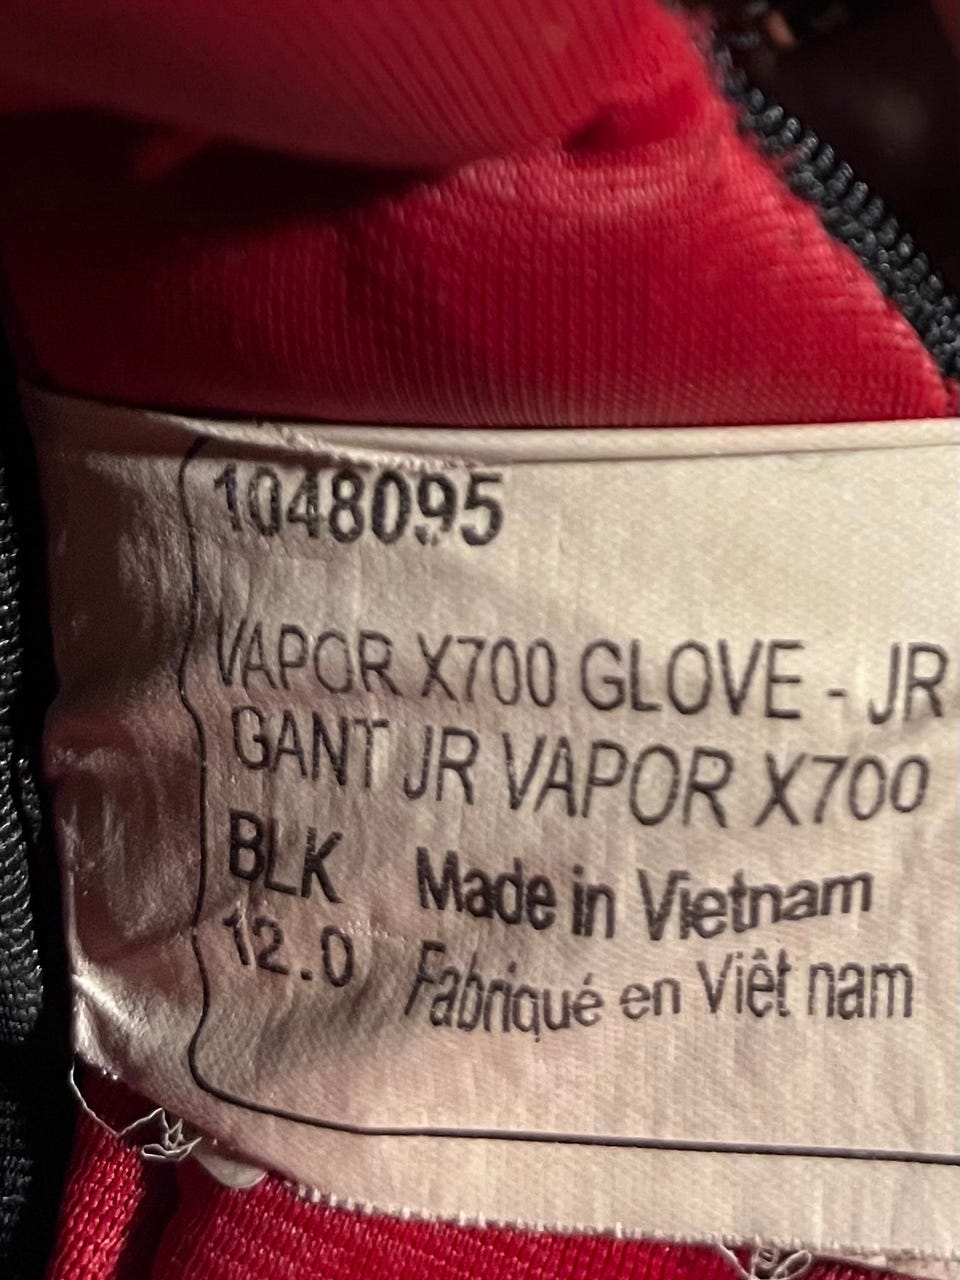 1048095
VAPOR X700 GLOVE - JR
GANT JR VAPOR X700
BLK Made in Vietnam
12.0 Fabriqué en Viêt nam